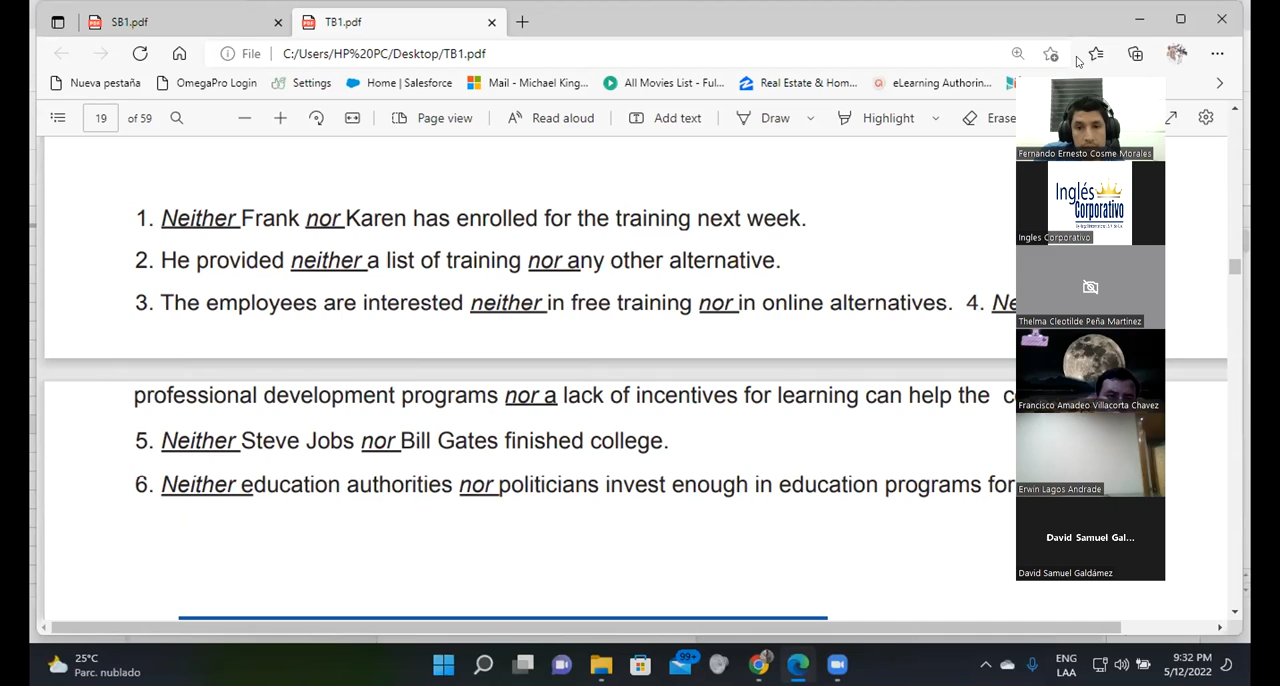 SB1.pdf
TB1.pdf
File C:/Users/HP%20PC/Desktop/TB1.pdf
Nueva pestaña OmegaPro Login Settings Home | Salesforce Mail - Michael King... All Movies List - Ful... Real Estate & Home... eLearning Authorin...
19 of 59 Page view Read aloud Add text Draw Highlight Erase
1. Neither Frank nor Karen has enrolled for the training next week.
2. He provided neither a list of training nor any other alternative.
3. The employees are interested neither in free training nor in online alternatives. 4. Ne
professional development programs nor a lack of incentives for learning can help the c
5. Neither Steve Jobs nor Bill Gates finished college.
6. Neither education authorities nor politicians invest enough in education programs for
Fernando Ernesto Cosme Morales
Inglés
Corporativo
Ingles Corporativo
Thelma Cleotilde Peña Martinez
Francisco Amadeo Villacorta Chavez
Erwin Lagos Andrade
David Samuel Gal...
David Samuel Galdámez
25°C
Parc. nublado
99+
ENG
LAA
9:32 PM
5/12/2022